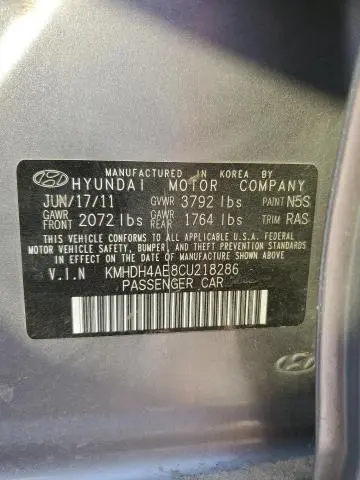 MANUFACTURED IN KOREA BY
HYUNDAI MOTOR COMPANY
JUN/17/11 GVWR 3792 lbs PAINT N5S
GAWR FRONT 2072 lbs GAWR REAR 1764 lbs TRIM RAS
THIS VEHICLE CONFORMS TO ALL APPLICABLE U.S.A. FEDERAL
MOTOR VEHICLE SAFETY, BUMPER, AND THEFT PREVENTION
STANDARDS IN EFFECT ON THE DATE OF MANUFACTURE
SHOWN ABOVE.
V.I.N KMHDH4AE8CU218286
PASSENGER CAR